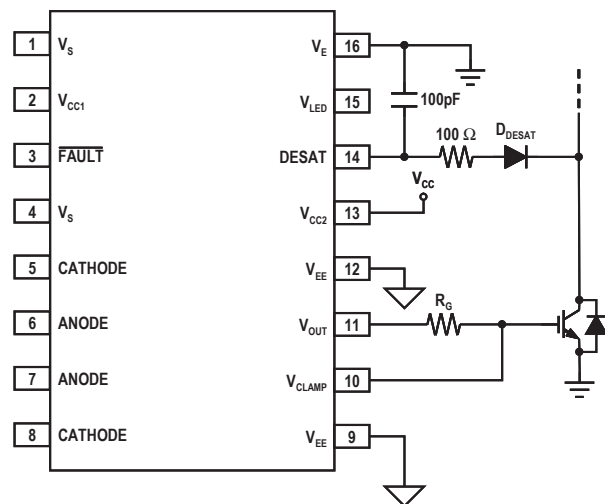 1 VS
2 VCC1
3 FAULT
4 VS
5 CATHODE
6 ANODE
7 ANODE
8 CATHODE
VE 16
VLED 15
DESAT 14
VCC2 13
VEE 12
VOUT 11
VCLAMP 10
VEE 9
100pF
100 Ω
DDESAT
VCC
RG